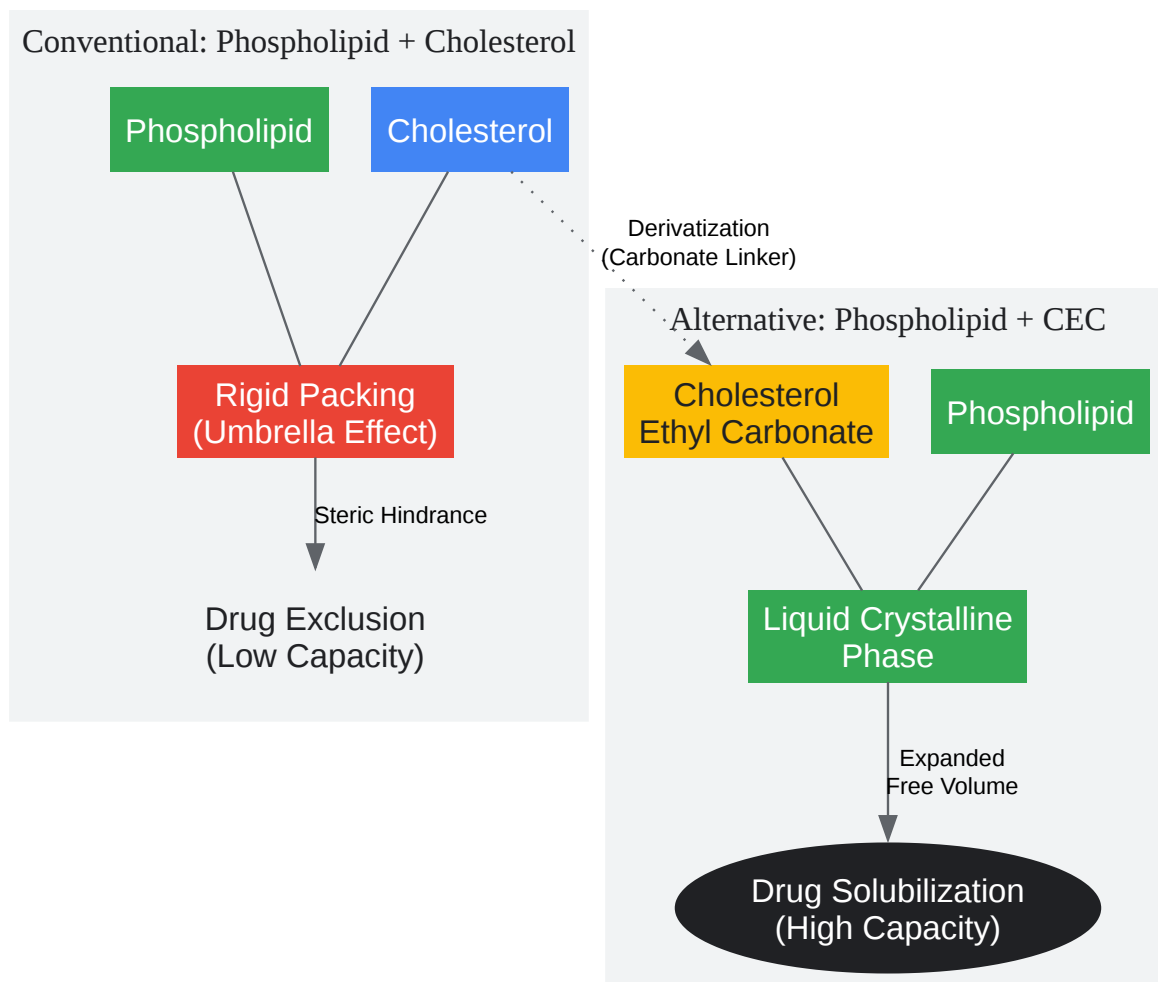 Conventional: Phospholipid + Cholesterol
Phospholipid
Cholesterol
Rigid Packing
(Umbrella Effect)
Steric Hindrance
Drug Exclusion
(Low Capacity)
Derivatization
(Carbonate Linker)
Alternative: Phospholipid + CEC
Cholesterol
Ethyl Carbonate
Phospholipid
Liquid Crystalline
Phase
Expanded
Free Volume
Drug Solubilization
(High Capacity)